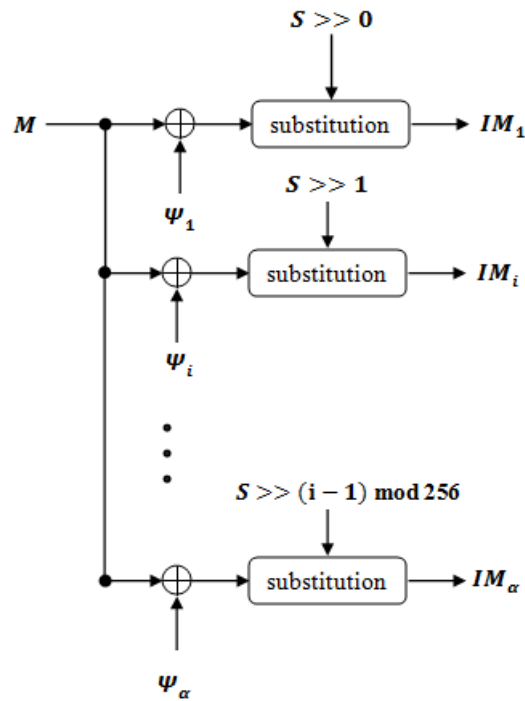 S >> 0
M
substitution
IM₁
Ψ₁
S >> 1
substitution
IMᵢ
Ψᵢ
S >> (i − 1) mod 256
substitution
IMα
Ψα